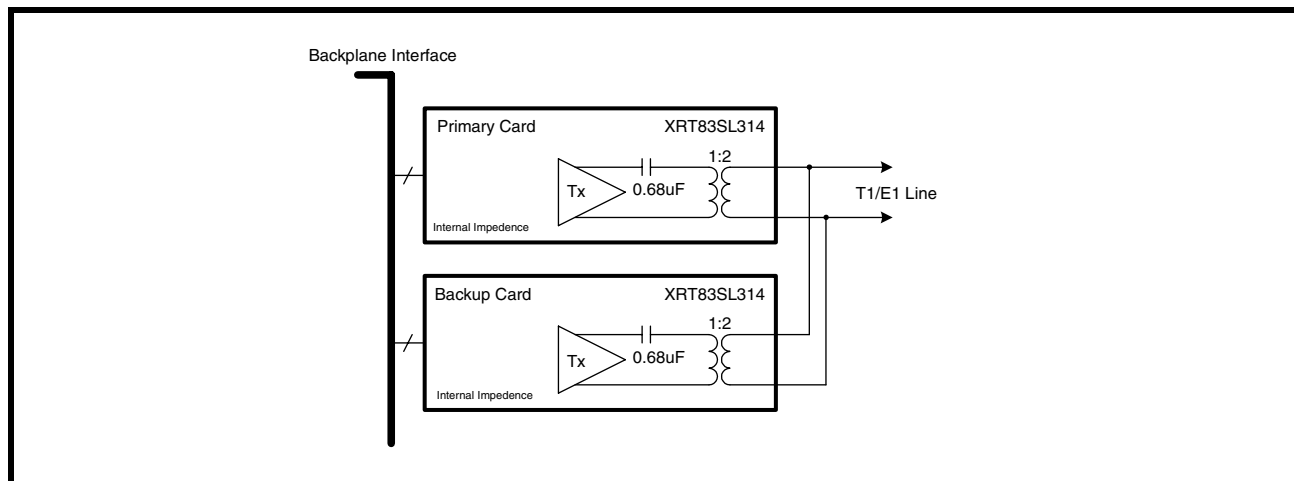 Backplane Interface
Primary Card XRT83SL314
1:2
Tx 0.68uF
T1/E1 Line
Internal Impedence
Backup Card XRT83SL314
1:2
Tx 0.68uF
Internal Impedence